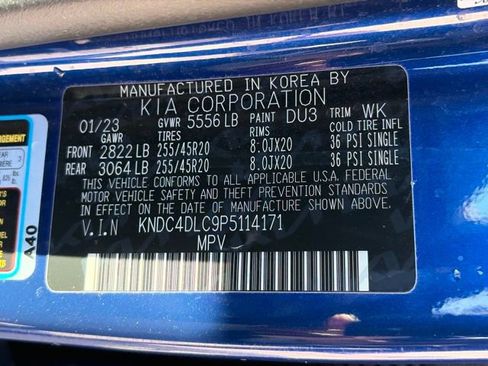 MANUFACTURED IN KOREA BY
KIA CORPORATION
01/23 GVWR 5556 LB PAINT DU3 TRIM WK
GAWR TIRES RIMS COLD TIRE INFL
FRONT 2822 LB 255/45R20 8.0JX20 36 PSI SINGLE
REAR 3064 LB 255/45R20 8.0JX20 36 PSI SINGLE
THIS VEHICLE CONFORMS TO ALL APPLICABLE U.S.A. FEDERAL
MOTOR VEHICLE SAFETY AND THEFT PREVENTION STANDARDS
IN EFFECT ON THE DATE OF MANUFACTURE SHOWN ABOVE.
V.I.N KNDC4DLC9P5114171
MPV
A40